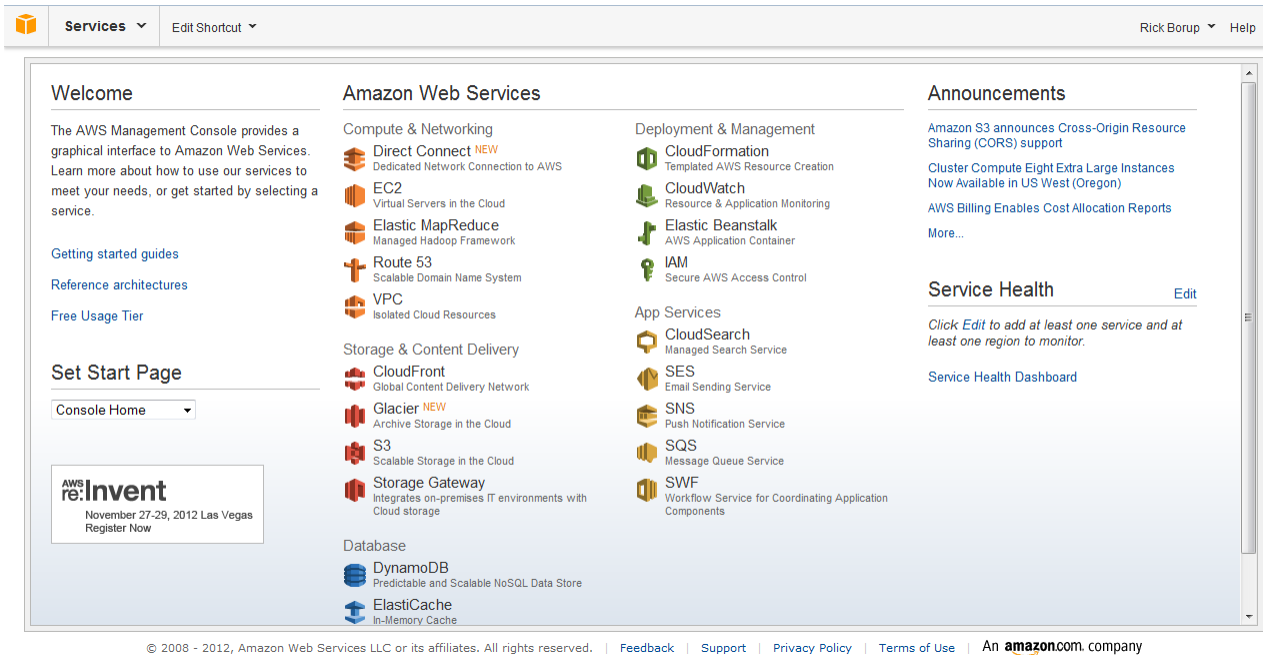 Services
Edit Shortcut
Rick Borup
Help
Welcome
The AWS Management Console provides a
graphical interface to Amazon Web Services.
Learn more about how to use our services to
meet your needs, or get started by selecting a
service.
Getting started guides
Reference architectures
Free Usage Tier
Set Start Page
Console Home
AWS
re:Invent
November 27-29, 2012 Las Vegas
Register Now
Amazon Web Services
Compute & Networking
Direct Connect NEW
Dedicated Network Connection to AWS
EC2
Virtual Servers in the Cloud
Elastic MapReduce
Managed Hadoop Framework
Route 53
Scalable Domain Name System
VPC
Isolated Cloud Resources
Storage & Content Delivery
CloudFront
Global Content Delivery Network
Glacier NEW
Archive Storage in the Cloud
S3
Scalable Storage in the Cloud
Storage Gateway
Integrates on-premises IT environments with
Cloud storage
Database
DynamoDB
Predictable and Scalable NoSQL Data Store
ElastiCache
In-Memory Cache
Deployment & Management
CloudFormation
Templated AWS Resource Creation
CloudWatch
Resource & Application Monitoring
Elastic Beanstalk
AWS Application Container
IAM
Secure AWS Access Control
App Services
CloudSearch
Managed Search Service
SES
Email Sending Service
SNS
Push Notification Service
SQS
Message Queue Service
SWF
Workflow Service for Coordinating Application
Components
Announcements
Amazon S3 announces Cross-Origin Resource
Sharing (CORS) support
Cluster Compute Eight Extra Large Instances
Now Available in US West (Oregon)
AWS Billing Enables Cost Allocation Reports
More...
Service Health
Edit
Click Edit to add at least one service and at
least one region to monitor.
Service Health Dashboard
© 2008 - 2012, Amazon Web Services LLC or its affiliates. All rights reserved. | Feedback | Support | Privacy Policy | Terms of Use | An amazon.com. company